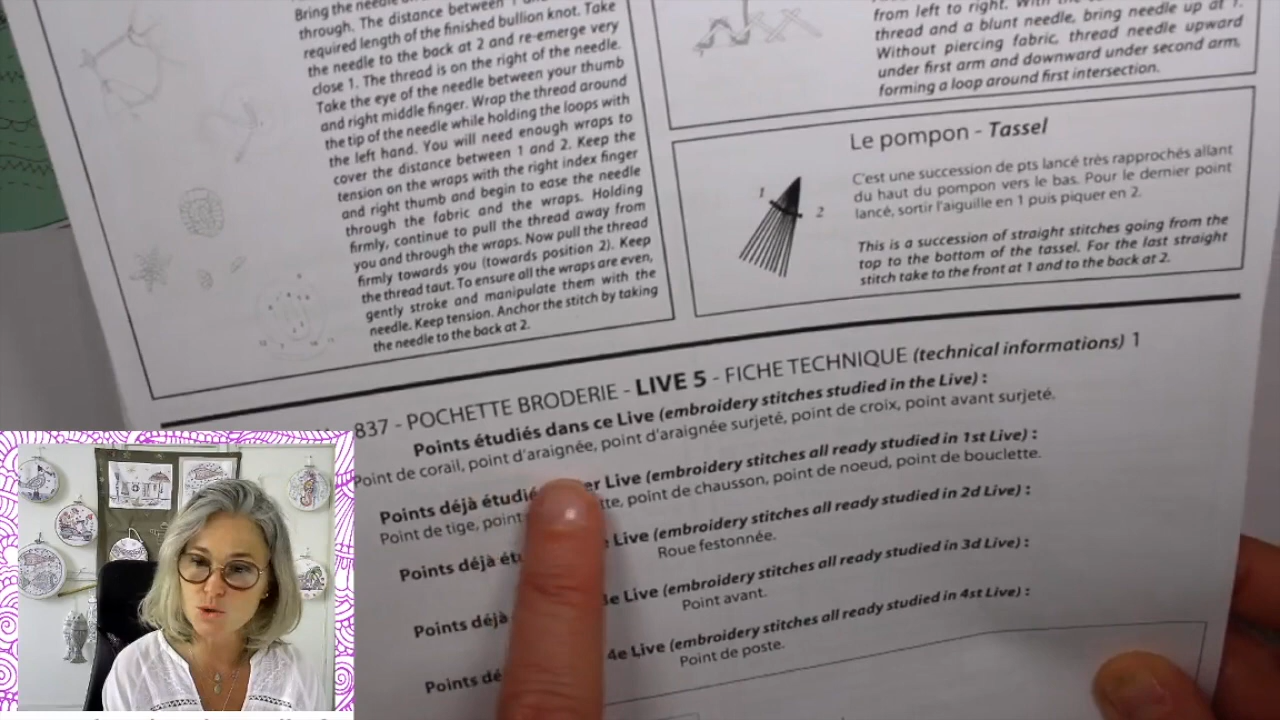 Bring the needle
through. The distance between 1
required length of the finished bullion knot. Take
the needle to the back at 2 and re-emerge very
close 1. The thread is on the right of the needle.
Take the eye of the needle between your thumb
and right middle finger. Wrap the thread around
the tip of the needle while holding the loops with
the left hand. You will need enough wraps to
cover the distance between 1 and 2. Keep the
tension on the wraps with the right index finger
and right thumb and begin to ease the needle
through the fabric and the wraps. Holding
firmly, continue to pull the thread away from
you and through the wraps. Now pull the thread
firmly towards you (towards position 2). Keep
the thread taut. To ensure all the wraps are even,
gently stroke and manipulate them with the
needle. Keep tension. Anchor the stitch by taking
the needle to the back at 2.
from left to right. With
thread and a blunt needle, bring needle up at 1.
Without piercing fabric, thread needle upward
under first arm and downward under second arm,
forming a loop around first intersection.
Le pompon - Tassel
1
2
C'est une succession de pts lancé très rapprochés allant
du haut du pompon vers le bas. Pour le dernier point
lancé, sortir l'aiguille en 1 puis piquer en 2.
This is a succession of straight stitches going from the
top to the bottom of the tassel. For the last straight
stitch take to the front at 1 and to the back at 2.
837 - POCHETTE BRODERIE - LIVE 5 - FICHE TECHNIQUE (technical informations) 1
Points étudiés dans ce Live (embroidery stitches studied in the Live) :
Point de corail, point d'araignée, point d'araignée surjeté, point de croix, point avant surjeté.
Points déjà étudié er Live (embroidery stitches all ready studied in 1st Live) :
Point de tige, point tte, point de chausson, point de noeud, point de bouclette.
Points déjà ét Live (embroidery stitches all ready studied in 2d Live) :
Roue festonnée.
Points déjà 3e Live (embroidery stitches all ready studied in 3d Live) :
Point avant.
Points dé 4e Live (embroidery stitches all ready studied in 4st Live) :
Point de poste.